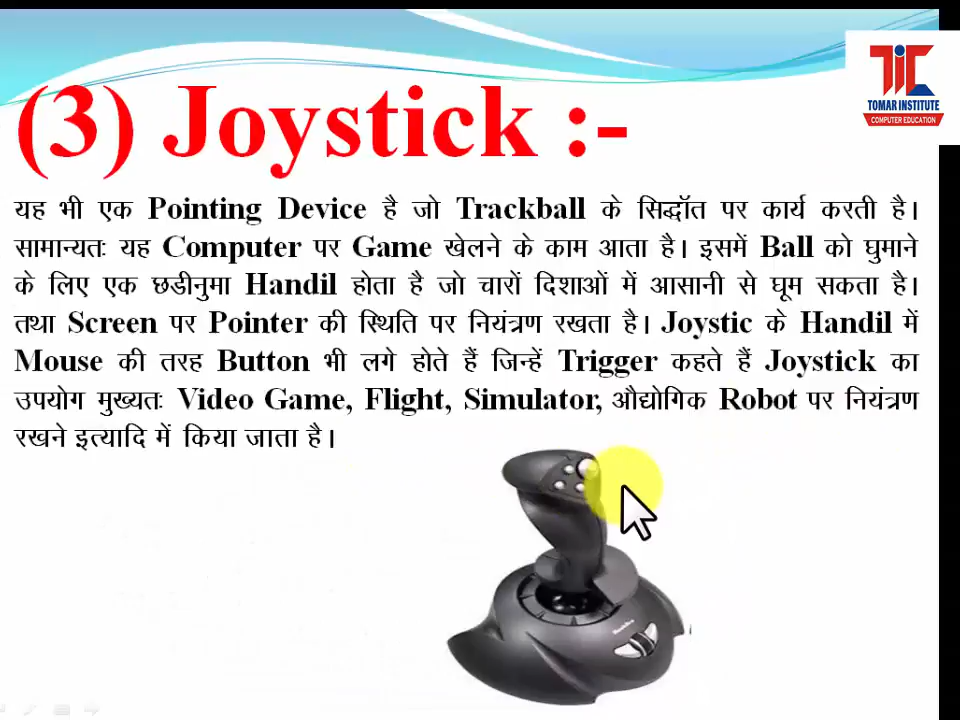 TIC
TOMAR INSTITUTE
COMPUTER EDUCATION
(3) Joystick :-
यह भी एक Pointing Device है जो Trackball के सिद्धाँत पर कार्य करती है।
सामान्यतः यह Computer पर Game खेलने के काम आता है। इसमें Ball को घुमाने
के लिए एक छडीनुमा Handil होता है जो चारों दिशाओं में आसानी से घूम सकता है।
तथा Screen पर Pointer की स्थिति पर नियंत्रण रखता है। Joystic के Handil में
Mouse की तरह Button भी लगे होते हैं जिन्हें Trigger कहते हैं Joystick का
उपयोग मुख्यतः Video Game, Flight, Simulator, औद्योगिक Robot पर नियंत्रण
रखने इत्यादि में किया जाता है।